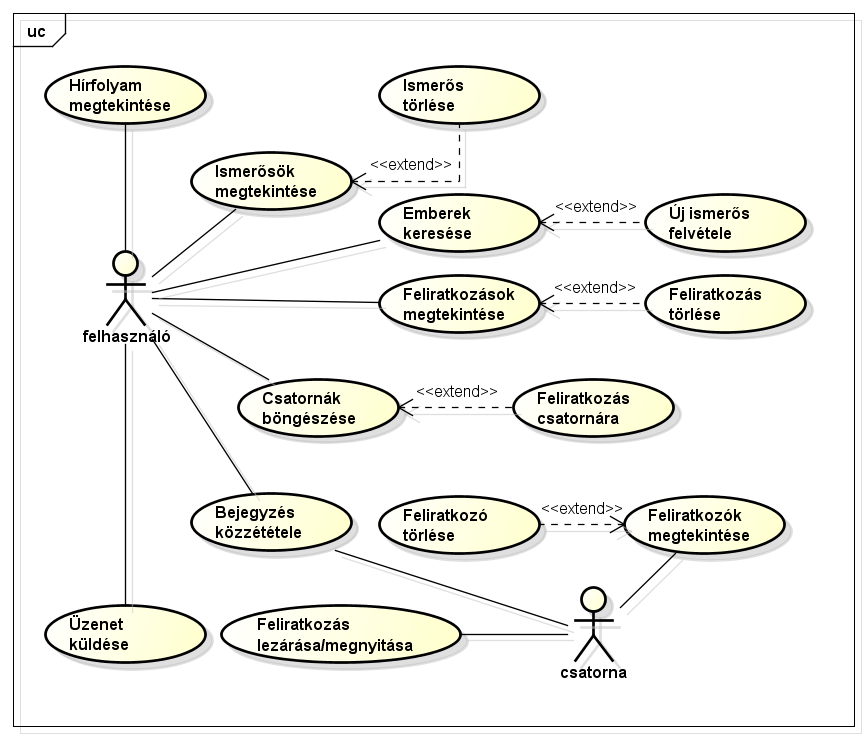 uc
Hírfolyam
megtekintése
Ismerős
törlése
<<extend>>
Ismerősök
megtekintése
Emberek
keresése
<<extend>>
Új ismerős
felvétele
Feliratkozások
megtekintése
<<extend>>
Feliratkozás
törlése
felhasználó
Csatornák
böngészése
<<extend>>
Feliratkozás
csatornára
Bejegyzés
közzététele
Feliratkozó
törlése
<<extend>>
Feliratkozók
megtekintése
Üzenet
küldése
Feliratkozás
lezárása/megnyitása
csatorna